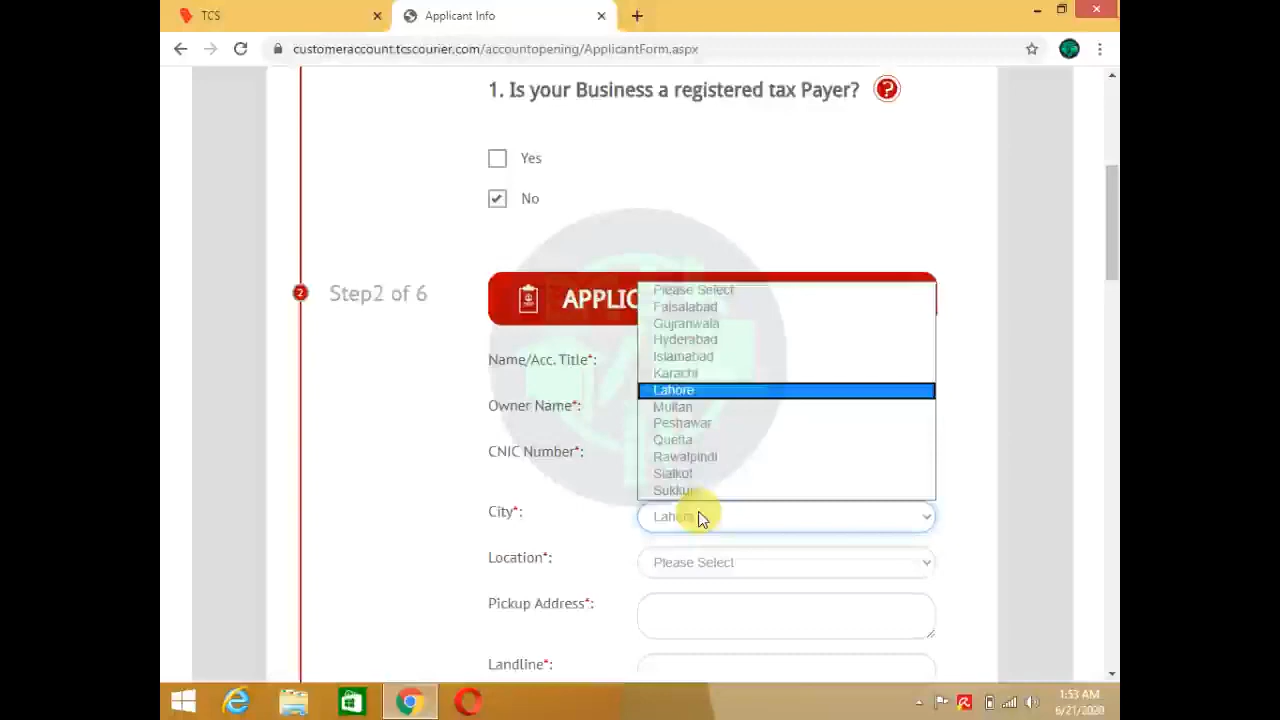 TCS
Applicant Info
customeraccount.tcscourier.com/accountopening/ApplicantForm.aspx
1. Is your Business a registered tax Payer? ?
Yes
No
2 Step2 of 6
APPLIC
Please Select
Faisalabad
Gujranwala
Hyderabad
Islamabad
Karachi
Lahore
Multan
Peshawar
Quetta
Rawalpindi
Sialkot
Sukkur
Name/Acc. Title*:
Owner Name*:
CNIC Number*:
City*: Lahore
Location*: Please Select
Pickup Address*:
Landline*:
1:53 AM
6/21/2020